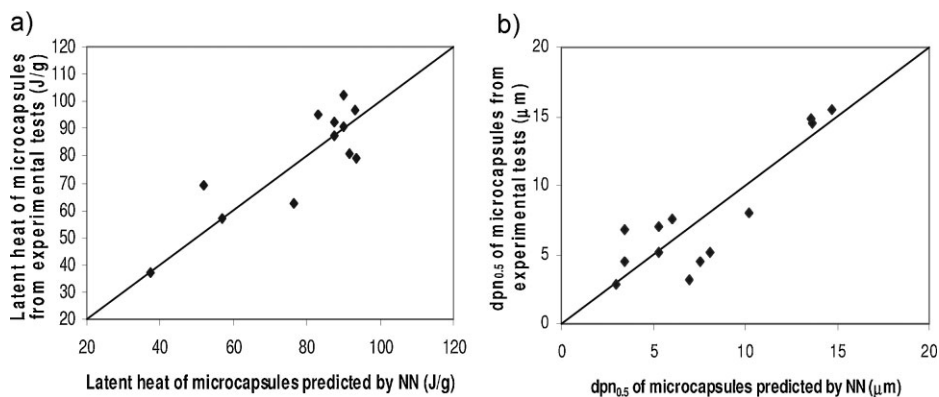 a)
Latent heat of microcapsules
from experimental tests (J/g)
120
110
100
90
80
70
60
50
40
30
20
20 40 60 80 100 120
Latent heat of microcapsules predicted by NN (J/g)
b)
dpn0.5 of microcapsules from
experimental tests (μm)
20
15
10
5
0
0 5 10 15 20
dpn0.5 of microcapsules predicted by NN (μm)